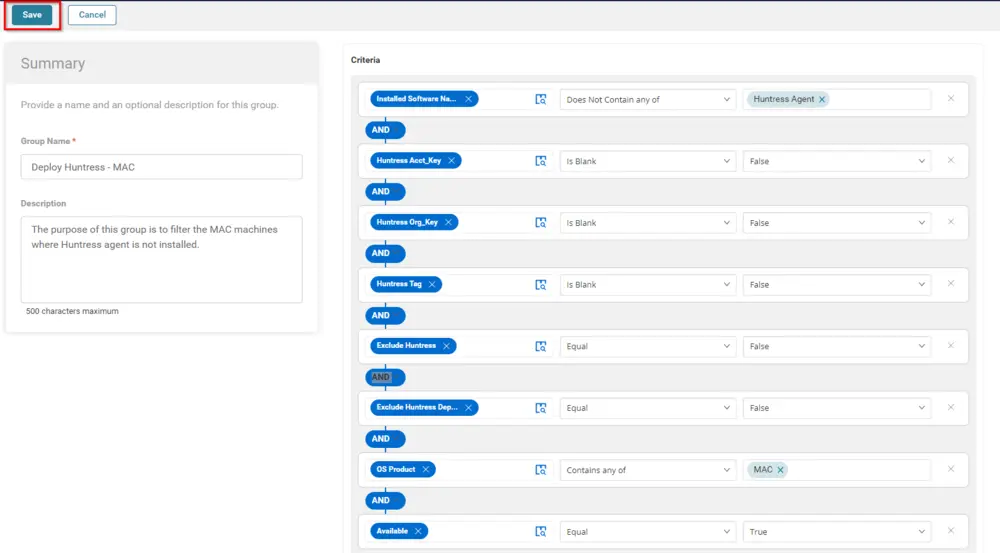 Save
Cancel
Summary
Provide a name and an optional description for this group.
Group Name *
Deploy Huntress - MAC
Description
The purpose of this group is to filter the MAC machines
where Huntress agent is not installed.
500 characters maximum
Criteria
Installed Software Na... Does Not Contain any of Huntress Agent
AND
Huntress Acct_Key Is Blank False
AND
Huntress Org_Key Is Blank False
AND
Huntress Tag Is Blank False
AND
Exclude Huntress Equal False
AND
Exclude Huntress Dep... Equal False
AND
OS Product Contains any of MAC
AND
Available Equal True